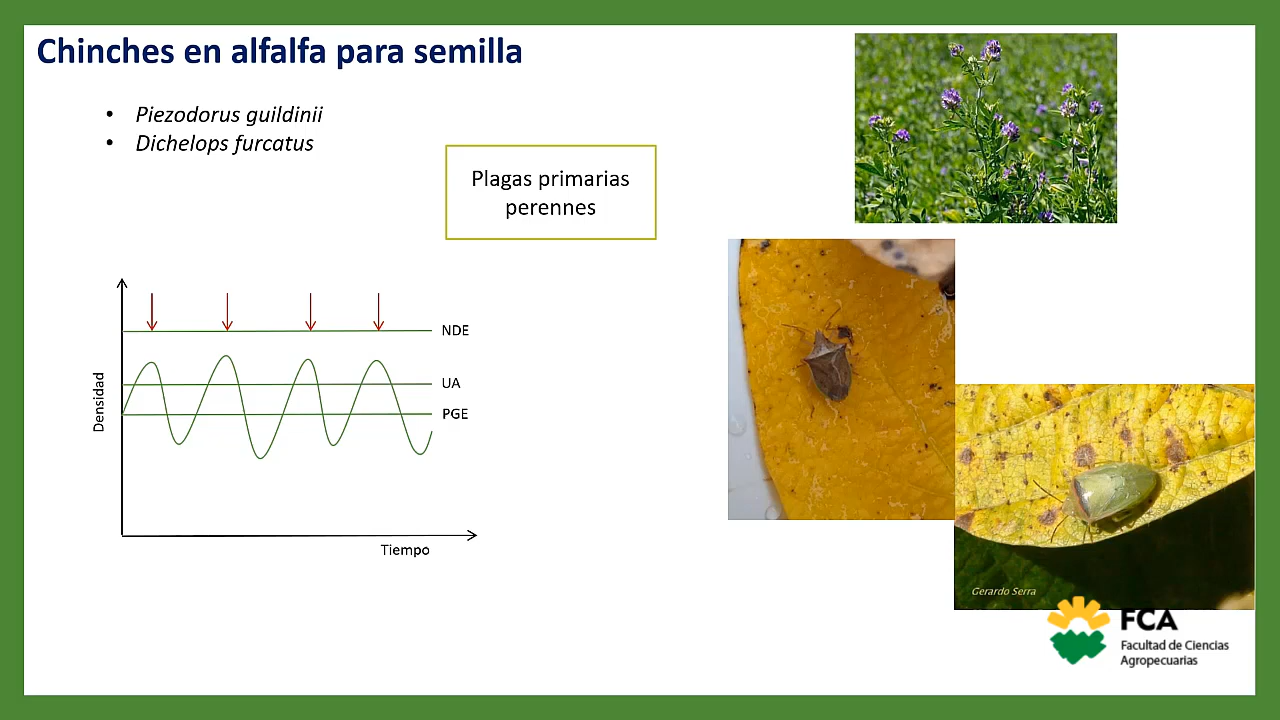 Chinches en alfalfa para semilla
• Piezodorus guildinii
• Dichelops furcatus
Plagas primarias
perennes
NDE
UA
PGE
Densidad
Tiempo
Gerardo Serra
FCA
Facultad de Ciencias
Agropecuarias